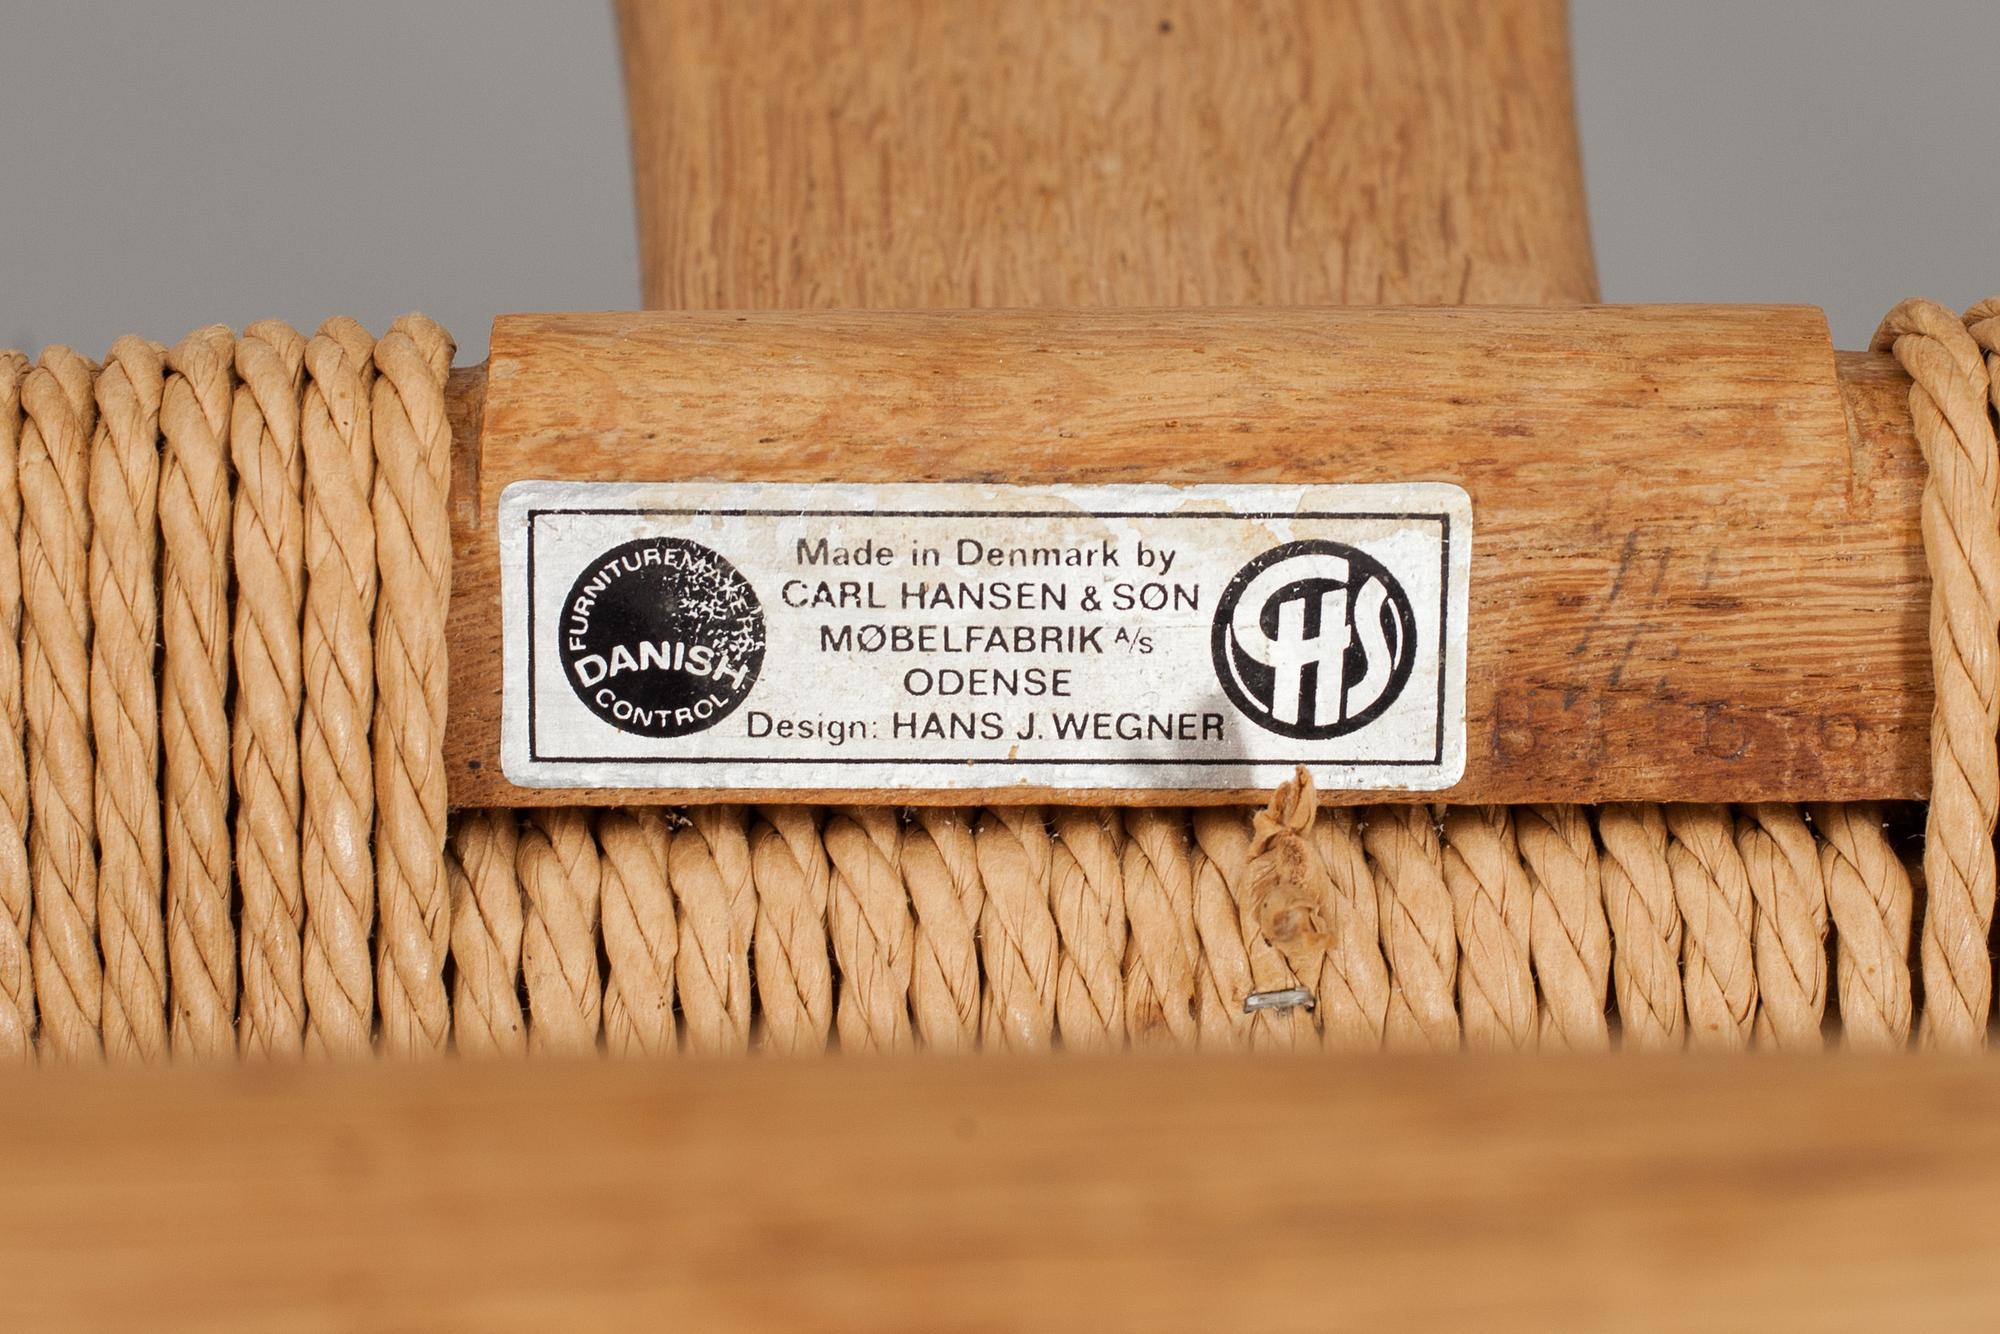 FURNITUREMAKERS
DANISH
CONTROL
Made in Denmark by
CARL HANSEN & SØN
MØBELFABRIK A/S
ODENSE
Design: HANS J. WEGNER
CHS